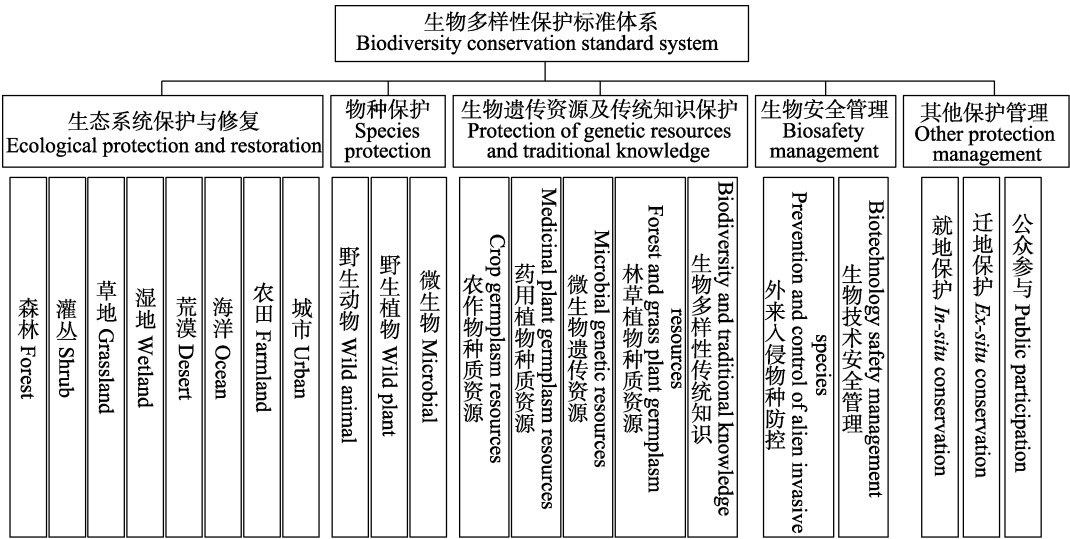 生物多样性保护标准体系
Biodiversity conservation standard system
生态系统保护与修复
Ecological protection and restoration
物种保护
Species
protection
生物遗传资源及传统知识保护
Protection of genetic resources
and traditional knowledge
生物安全管理
Biosafety
management
其他保护管理
Other protection
management
森林 Forest
灌丛 Shrub
草地 Grassland
湿地 Wetland
荒漠 Desert
海洋 Ocean
农田 Farmland
城市 Urban
野生动物 Wild animal
野生植物 Wild plant
微生物 Microbial
农作物种质资源
Crop germplasm resources
药用植物种质资源
Medicinal plant germplasm resources
微生物遗传资源
Microbial genetic resources
林草植物种质资源
Forest and grass plant germplasm
resources
生物多样性传统知识
Biodiversity and traditional knowledge
外来入侵物种防控
Prevention and control of alien invasive
species
生物技术安全管理
Biotechnology safety management
就地保护 In-situ conservation
迁地保护 Ex-situ conservation
公众参与 Public participation